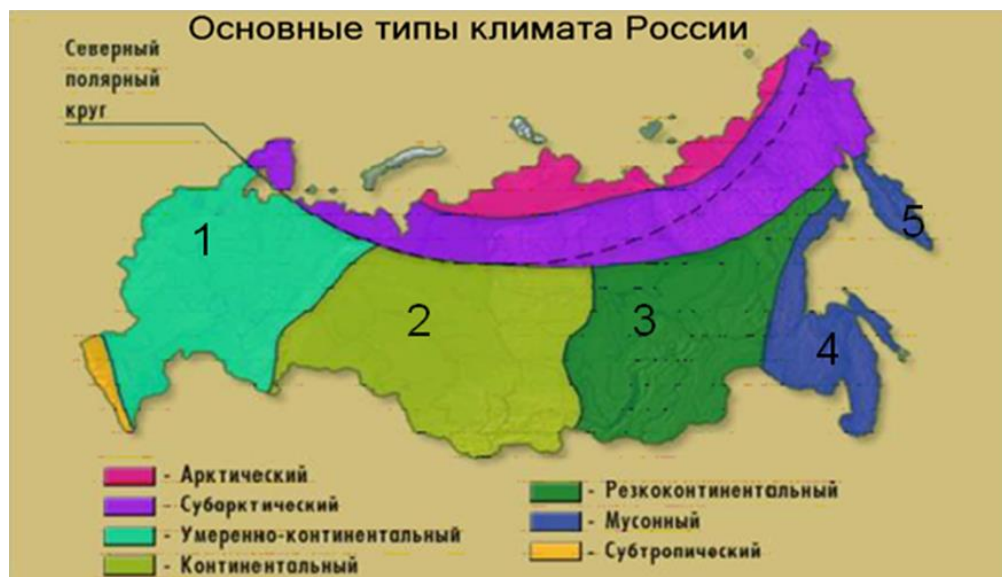 Основные типы климата России
Северный
полярный
круг
1
2
3
4
5
- Арктический
- Субарктический
- Умеренно-континентальный
- Континентальный
- Резкоконтинентальный
- Мусонный
- Субтропический